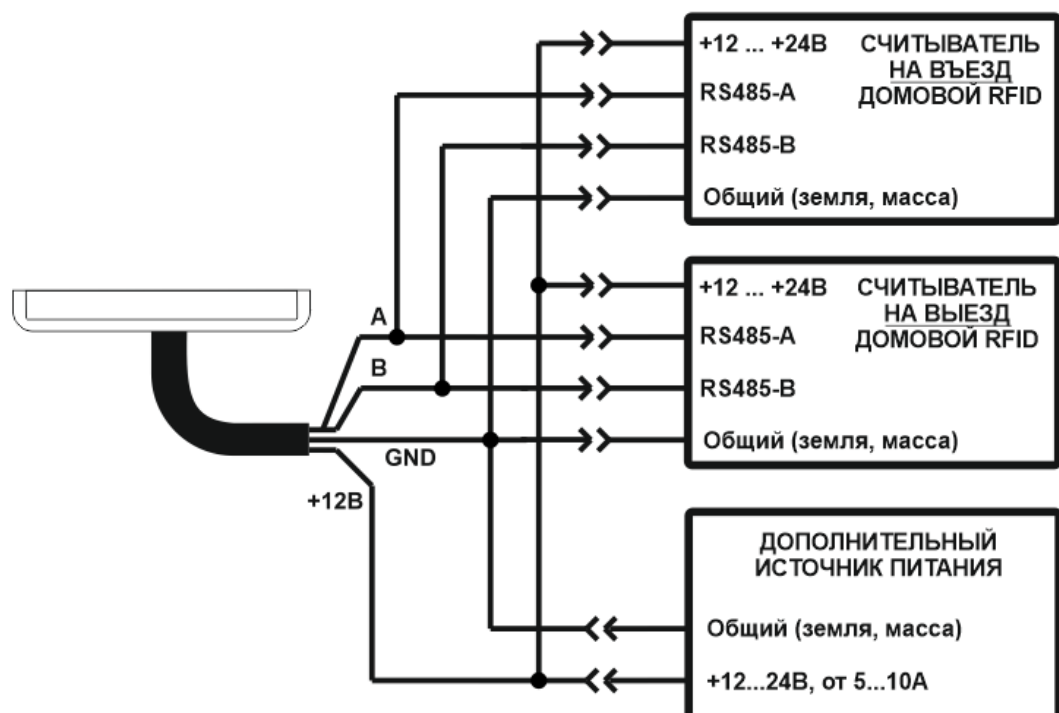 +12 ... +24В
СЧИТЫВАТЕЛЬ
НА ВЪЕЗД
ДОМОВОЙ RFID
RS485-A
RS485-B
Общий (земля, масса)
+12 ... +24В
СЧИТЫВАТЕЛЬ
НА ВЫЕЗД
ДОМОВОЙ RFID
RS485-A
RS485-B
Общий (земля, масса)
A
B
GND
+12В
ДОПОЛНИТЕЛЬНЫЙ
ИСТОЧНИК ПИТАНИЯ
Общий (земля, масса)
+12...24В, от 5...10А